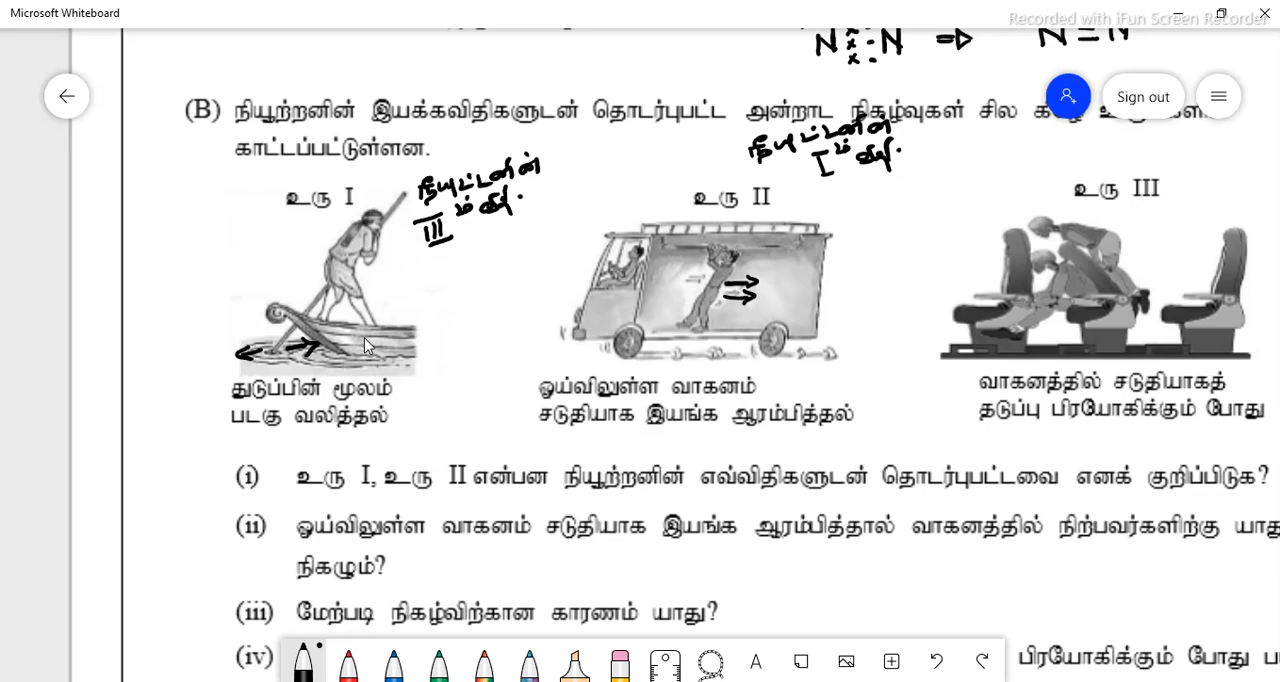 Microsoft Whiteboard
Recorded with iFun Screen Recorder
N N ⇒ N ≡ N
Sign out
(B) நியூற்றனின் இயக்கவிதிகளுடன் தொடர்புபட்ட அன்றாட நிகழ்வுகள் சில
காட்டப்பட்டுள்ளன.
நியூட்டனின்
I ம் விதி.
உரு I
நியூட்டனின்
III ம் விதி.
உரு II
உரு III
துடுப்பின் மூலம்
படகு வலித்தல்
ஓய்விலுள்ள வாகனம்
சடுதியாக இயங்க ஆரம்பித்தல்
வாகனத்தில் சடுதியாகத்
தடுப்பு பிரயோகிக்கும் போது
(i) உரு I, உரு II என்பன நியூற்றனின் எவ்விதிகளுடன் தொடர்புபட்டவை எனக் குறிப்பிடுக?
(ii) ஓய்விலுள்ள வாகனம் சடுதியாக இயங்க ஆரம்பித்தால் வாகனத்தில் நிற்பவர்களிற்கு
நிகழும்?
(iii) மேற்படி நிகழ்விற்கான காரணம் யாது?
(iv) பிரயோகிக்கும் போது
A